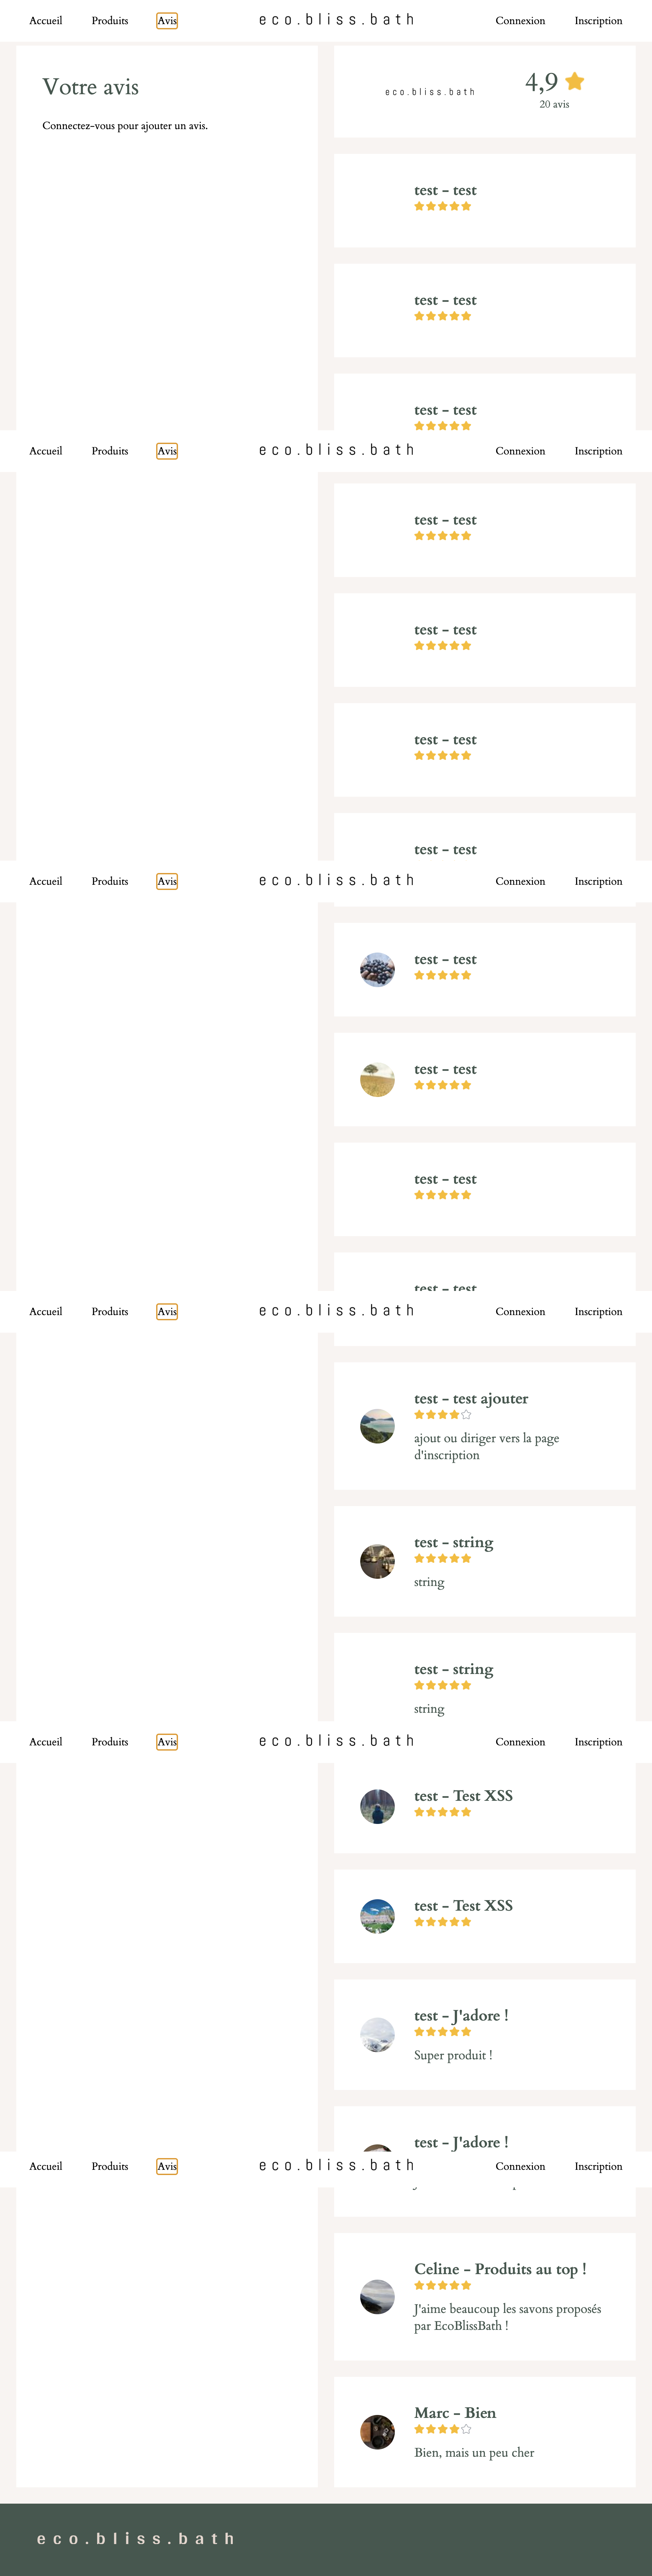 Accueil Produits Avis eco.bliss.bath Connexion Inscription
Votre avis
Connectez-vous pour ajouter un avis.
eco.bliss.bath
4,9
20 avis
test - test
test - test
test - test
Accueil Produits Avis eco.bliss.bath Connexion Inscription
test - test
test - test
test - test
test - test
Accueil Produits Avis eco.bliss.bath Connexion Inscription
test - test
test - test
test - test
test - test
Accueil Produits Avis eco.bliss.bath Connexion Inscription
test - test ajouter
ajout ou diriger vers la page
d'inscription
test - string
string
test - string
string
Accueil Produits Avis eco.bliss.bath Connexion Inscription
test - Test XSS
test - Test XSS
test - J'adore !
Super produit !
test - J'adore !
Accueil Produits Avis eco.bliss.bath Connexion Inscription
Celine - Produits au top !
J'aime beaucoup les savons proposés
par EcoBlissBath !
Marc - Bien
Bien, mais un peu cher
eco.bliss.bath